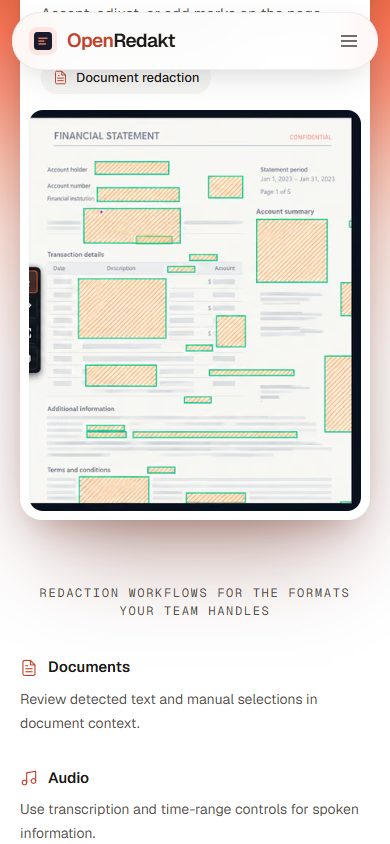 OpenRedakt
Document redaction
FINANCIAL STATEMENT
CONFIDENTIAL
Account holder
Statement period
Jan 1, 2023 – Jan 31, 2023
Account number
Page 1 of 5
Financial institution
Account summary
Transaction details
Date Description Amount
$
$
$
Additional information
Terms and conditions
REDACTION WORKFLOWS FOR THE FORMATS
YOUR TEAM HANDLES
Documents
Review detected text and manual selections in
document context.
Audio
Use transcription and time-range controls for spoken
information.